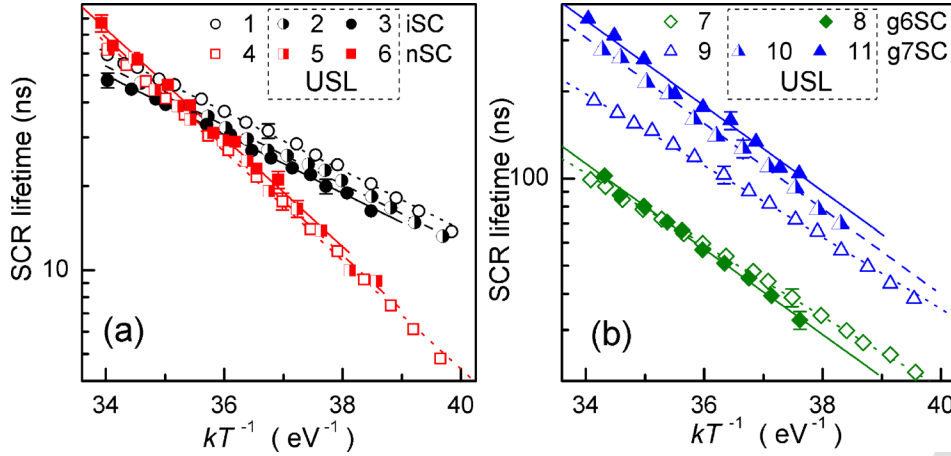 SCR lifetime (ns)
1 2 3 iSC
4 5 6 nSC
USL
10
(a)
34 36 38 40
kT⁻¹ ( eV⁻¹)
SCR lifetime (ns)
7 8 g6SC
9 10 11 g7SC
USL
100
(b)
34 36 38 40
kT⁻¹ ( eV⁻¹)